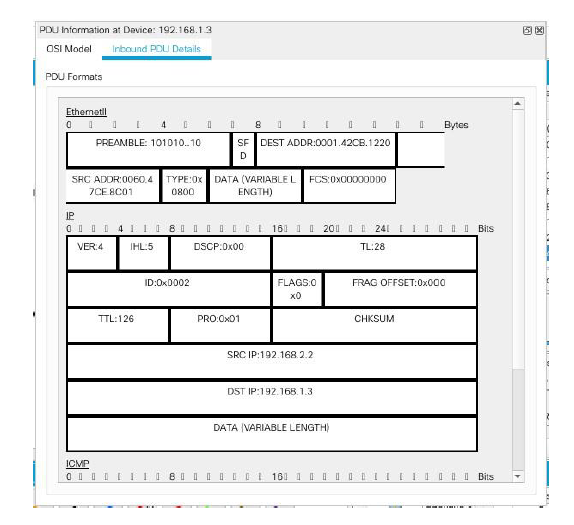 PDU Information at Device: 192.168.1.3
OSI Model Inbound PDU Details
PDU Formats
EthernetII
0 4 8 Bytes
PREAMBLE: 101010..10 SF DEST ADDR:0001.42CB.1220
D
SRC ADDR:0060.4 TYPE:0x DATA (VARIABLE L FCS:0x00000000
7CE.8C01 0800 ENGTH)
IP
0 4 8 16 20 24 Bits
VER:4 IHL:5 DSCP:0x00 TL:28
ID:0x0002 FLAGS:0 FRAG OFFSET:0x000
x0
TTL:126 PRO:0x01 CHKSUM
SRC IP:192.168.2.2
DST IP:192.168.1.3
DATA (VARIABLE LENGTH)
ICMP
0 8 16 Bits